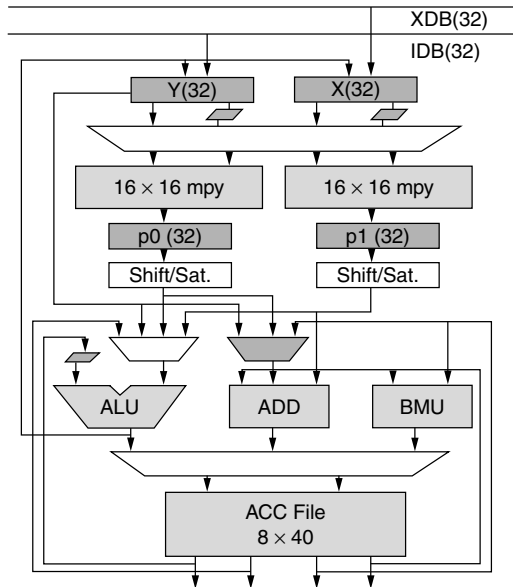 XDB(32)
IDB(32)
Y(32)
X(32)
16 × 16 mpy
16 × 16 mpy
p0 (32)
p1 (32)
Shift/Sat.
Shift/Sat.
ALU
ADD
BMU
ACC File
8 × 40